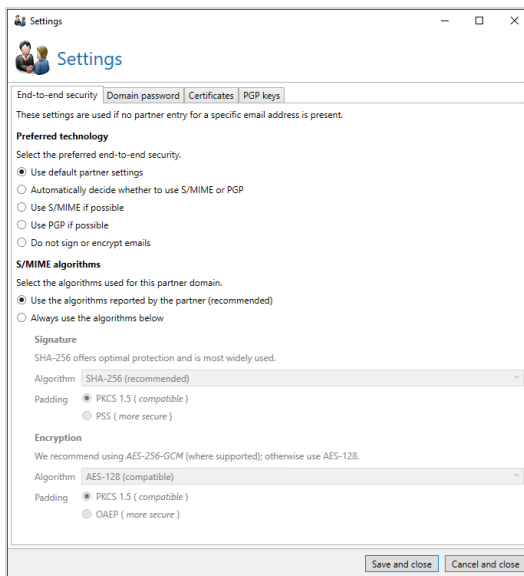 Settings
Settings
End-to-end security Domain password Certificates PGP keys
These settings are used if no partner entry for a specific email address is present.
Preferred technology
Select the preferred end-to-end security.
Use default partner settings
Automatically decide whether to use S/MIME or PGP
Use S/MIME if possible
Use PGP if possible
Do not sign or encrypt emails
S/MIME algorithms
Select the algorithms used for this partner domain.
Use the algorithms reported by the partner (recommended)
Always use the algorithms below
Signature
SHA-256 offers optimal protection and is most widely used.
Algorithm SHA-256 (recommended)
Padding PKCS 1.5 ( compatible )
PSS ( more secure )
Encryption
We recommend using AES-256-GCM (where supported); otherwise use AES-128.
Algorithm AES-128 (compatible)
Padding PKCS 1.5 ( compatible )
OAEP ( more secure )
Save and close Cancel and close